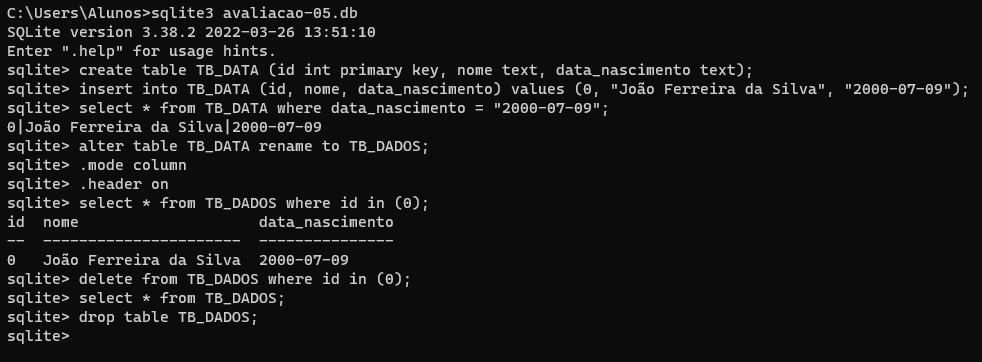 C:\Users\Alunos>sqlite3 avaliacao-05.db
SQLite version 3.38.2 2022-03-26 13:51:10
Enter ".help" for usage hints.
sqlite> create table TB_DATA (id int primary key, nome text, data_nascimento text);
sqlite> insert into TB_DATA (id, nome, data_nascimento) values (0, "João Ferreira da Silva", "2000-07-09");
sqlite> select * from TB_DATA where data_nascimento = "2000-07-09";
0|João Ferreira da Silva|2000-07-09
sqlite> alter table TB_DATA rename to TB_DADOS;
sqlite> .mode column
sqlite> .header on
sqlite> select * from TB_DADOS where id in (0);
id  nome                    data_nascimento
--  ----------------------  ---------------
0   João Ferreira da Silva  2000-07-09
sqlite> delete from TB_DADOS where id in (0);
sqlite> select * from TB_DADOS;
sqlite> drop table TB_DADOS;
sqlite>